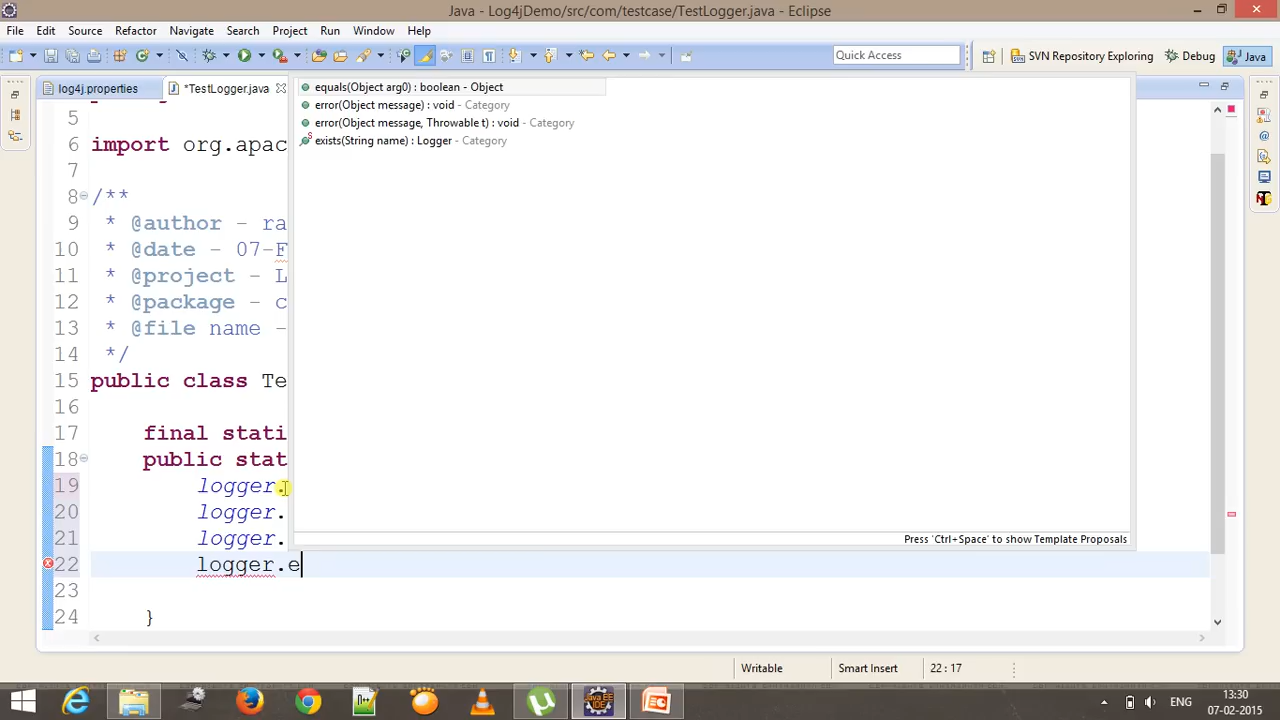 Java - Log4jDemo/src/com/testcase/TestLogger.java - Eclipse
File Edit Source Refactor Navigate Search Project Run Window Help
Quick Access
SVN Repository Exploring
Debug
Java
log4j.properties
*TestLogger.java
equals(Object arg0) : boolean - Object
error(Object message) : void - Category
error(Object message, Throwable t) : void - Category
exists(String name) : Logger - Category
Press 'Ctrl+Space' to show Template Proposals
5
6 import org.apac
7
8 /**
9 * @author - ra
10 * @date - 07-F
11 * @project - L
12 * @package - c
13 * @file name -
14 */
15 public class Te
16
17 final stati
18 public stat
19 logger.
20 logger.
21 logger.
22 logger.e
23
24 }
Writable
Smart Insert
22 : 17
ENG
13:30
07-02-2015